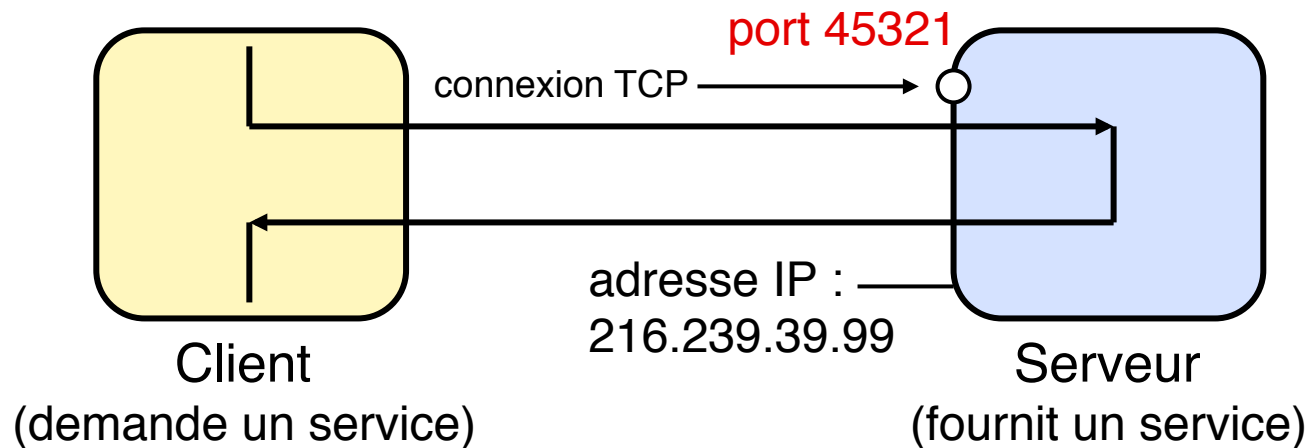 port 45321
connexion TCP
adresse IP :
216.239.39.99
Client
(demande un service)
Serveur
(fournit un service)